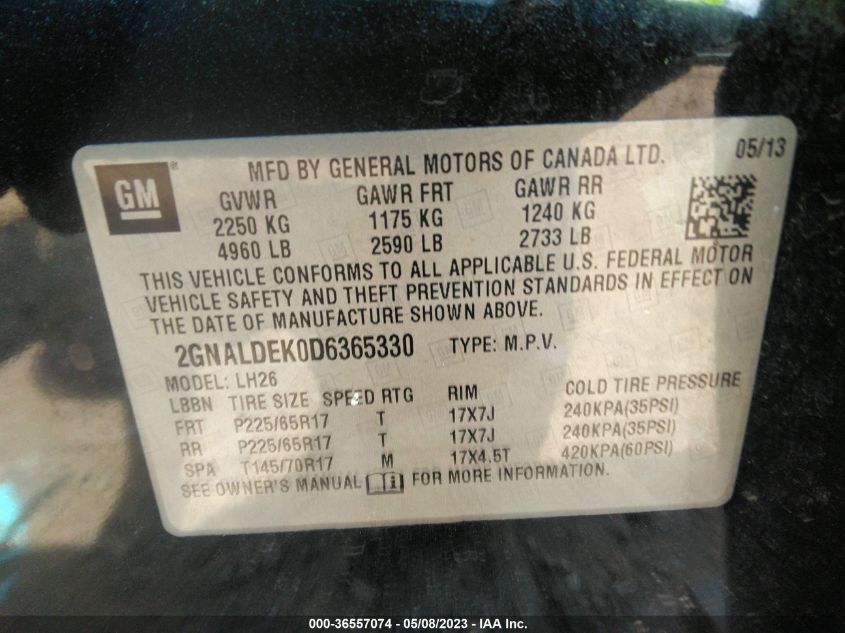 GM®
MFD BY GENERAL MOTORS OF CANADA LTD. 05/13
GVWR GAWR FRT GAWR RR
2250 KG 1175 KG 1240 KG
4960 LB 2590 LB 2733 LB
THIS VEHICLE CONFORMS TO ALL APPLICABLE U.S. FEDERAL MOTOR
VEHICLE SAFETY AND THEFT PREVENTION STANDARDS IN EFFECT ON
THE DATE OF MANUFACTURE SHOWN ABOVE.
2GNALDEK0D6365330 TYPE: M.P.V.
MODEL: LH26
LBBN TIRE SIZE SPEED RTG RIM COLD TIRE PRESSURE
FRT P225/65R17 T 17X7J 240KPA(35PSI)
RR P225/65R17 T 17X7J 240KPA(35PSI)
SPA T145/70R17 M 17X4.5T 420KPA(60PSI)
SEE OWNER'S MANUAL i FOR MORE INFORMATION.
000-36557074 - 05/08/2023 - IAA Inc.